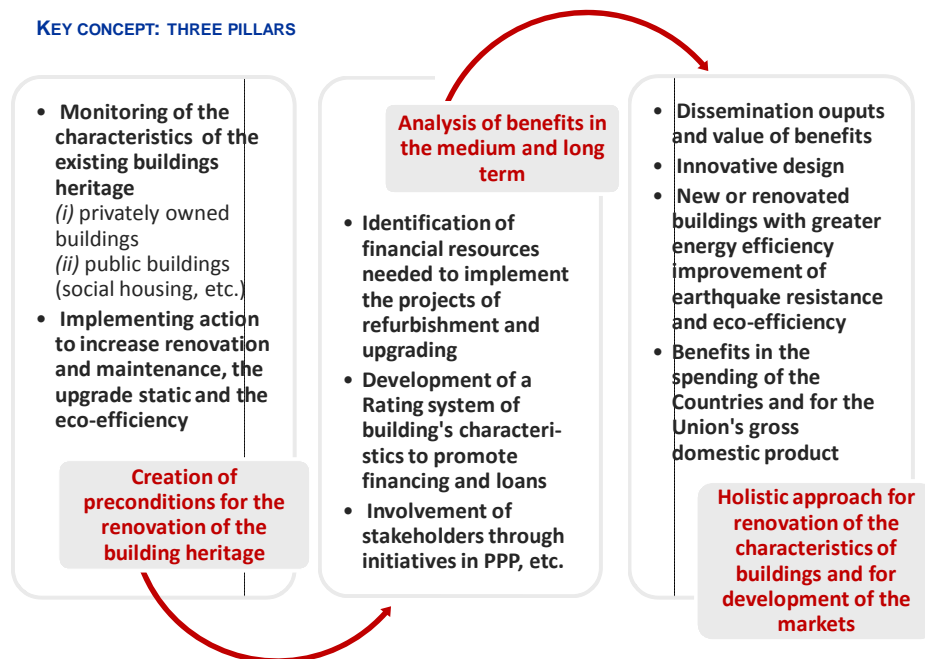 KEY CONCEPT: THREE PILLARS
• Monitoring of the
characteristics of the
existing buildings
heritage
(i) privately owned
buildings
(ii) public buildings
(social housing, etc.)
• Implementing action
to increase renovation
and maintenance, the
upgrade static and the
eco-efficiency
Creation of
preconditions for the
renovation of the
building heritage
Analysis of benefits in
the medium and long
term
• Identification of
financial resources
needed to implement
the projects of
refurbishment and
upgrading
• Development of a
Rating system of
building's characteri-
stics to promote
financing and loans
• Involvement of
stakeholders through
initiatives in PPP, etc.
• Dissemination ouputs
and value of benefits
• Innovative design
• New or renovated
buildings with greater
energy efficiency
improvement of
earthquake resistance
and eco-efficiency
• Benefits in the
spending of the
Countries and for the
Union's gross
domestic product
Holistic approach for
renovation of the
characteristics of
buildings and for
development of the
markets